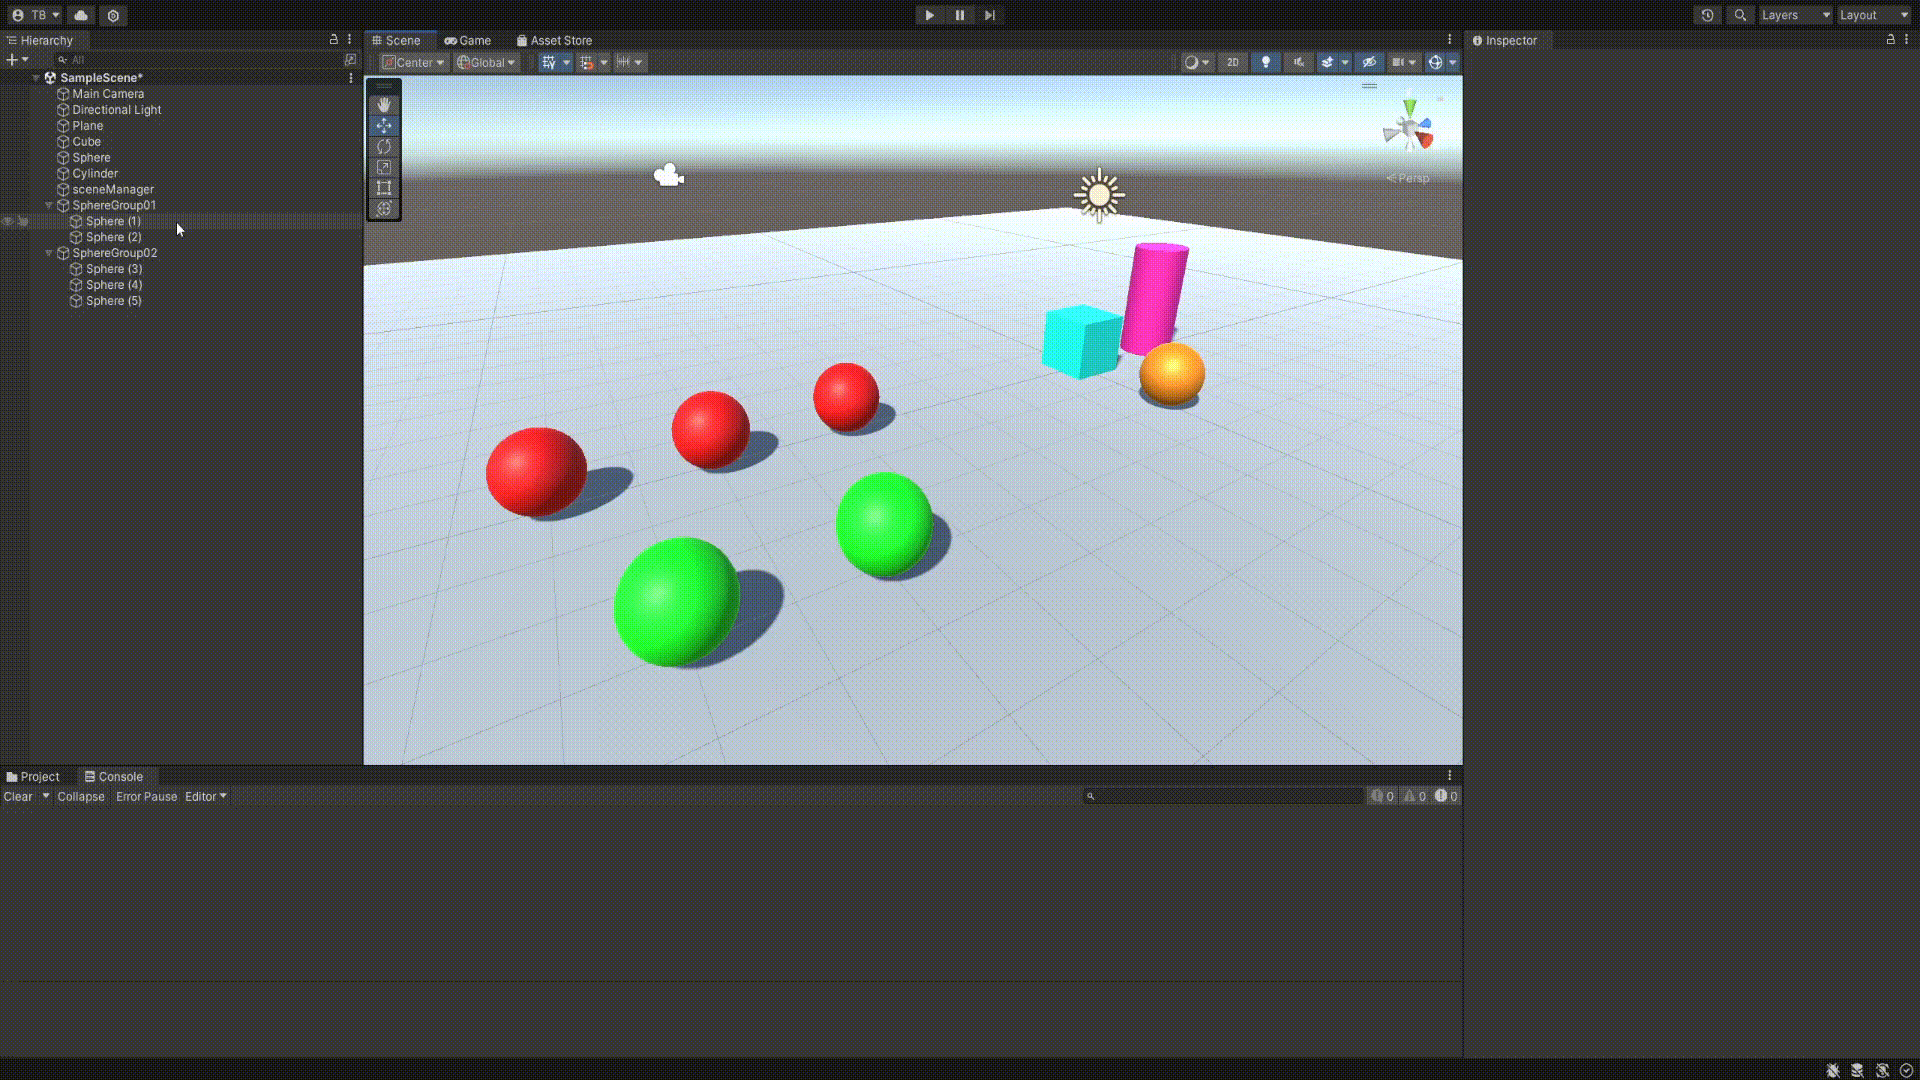 TB
Layers
Layout
Hierarchy
All
SampleScene*
Main Camera
Directional Light
Plane
Cube
Sphere
Cylinder
sceneManager
SphereGroup01
Sphere (1)
Sphere (2)
SphereGroup02
Sphere (3)
Sphere (4)
Sphere (5)
Scene
Game
Asset Store
Center
Global
2D
Persp
Inspector
Project
Console
Clear
Collapse
Error Pause
Editor
0
0
0